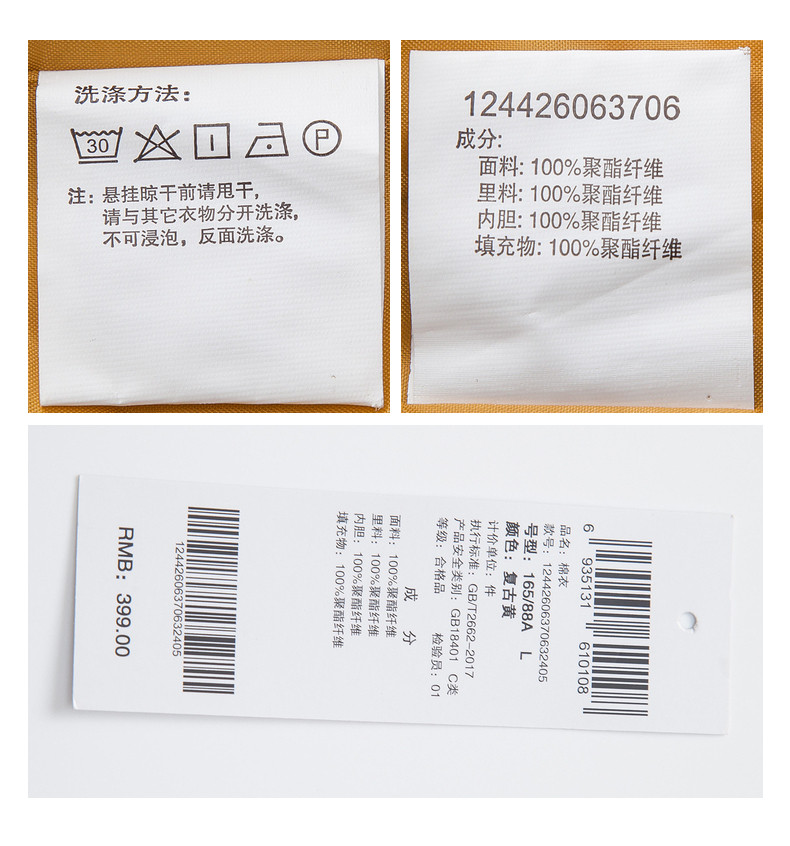 洗涤方法：
30
P
注：悬挂晾干前请甩干，
请与其它衣物分开洗涤，
不可浸泡，反面洗涤。
124426063706
成分:
面料: 100%聚酯纤维
里料: 100%聚酯纤维
内胆: 100%聚酯纤维
填充物: 100%聚酯纤维
6 935131 610108
品名：棉衣
款号：12442606370632405
号型：165/88A L
颜色：复古黄
计价单位：件
执行标准：GB/T2662-2017
产品安全类别：GB18401 C类
等级：合格品 检验员：01
成 分
面料：100%聚酯纤维
里料：100%聚酯纤维
内胆：100%聚酯纤维
填充物：100%聚酯纤维
12442606370632405
RMB：399.00